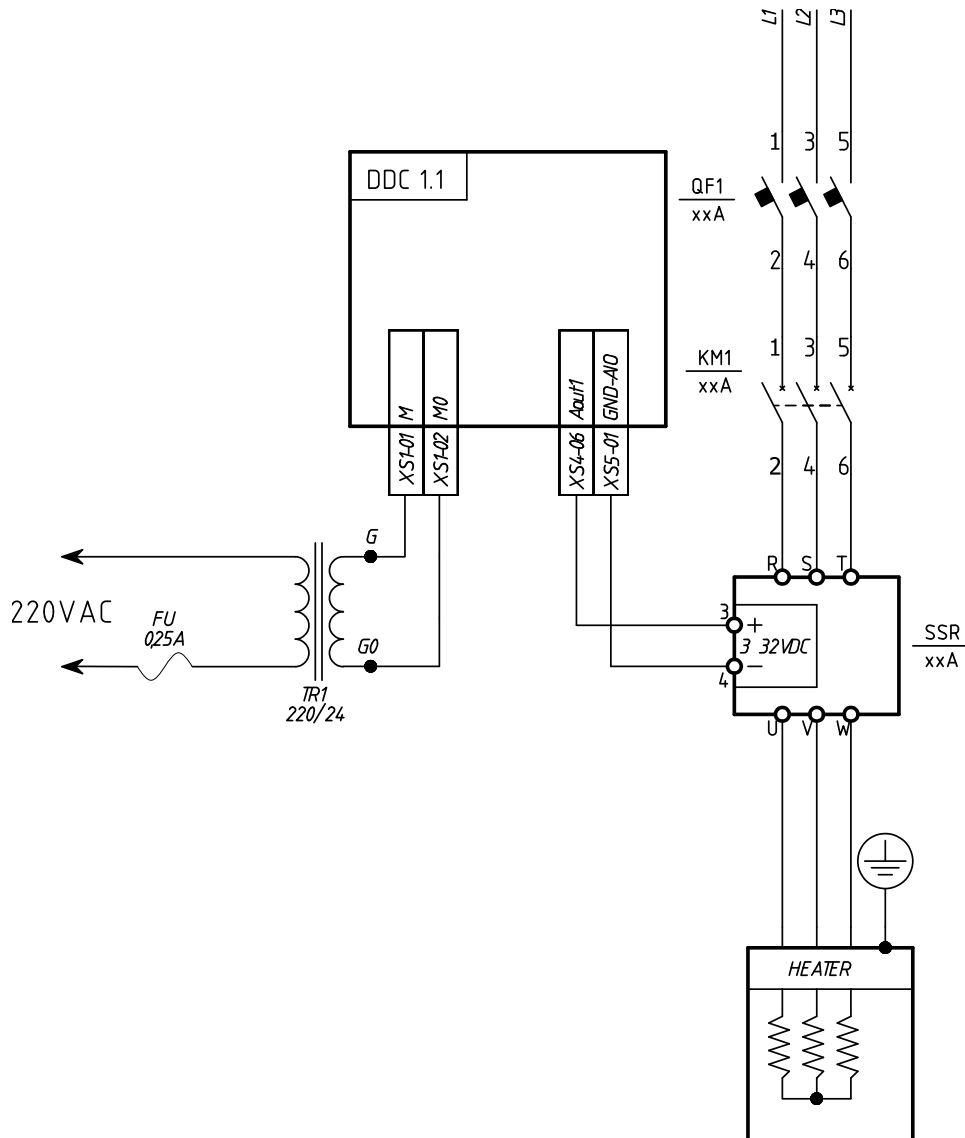 L1 L2 L3
1 3 5
DDC 1.1
QF1
xxA
2 4 6
KM1
xxA
1 3 5
XS1-01 M
XS1-02 M0
XS4-06 Aout1
XS5-01 GND-AIO
2 4 6
G
R S T
220VAC
FU
0,25A
3
+
3 32VDC
SSR
xxA
G0
4
-
TR1
220/24
U V W
HEATER